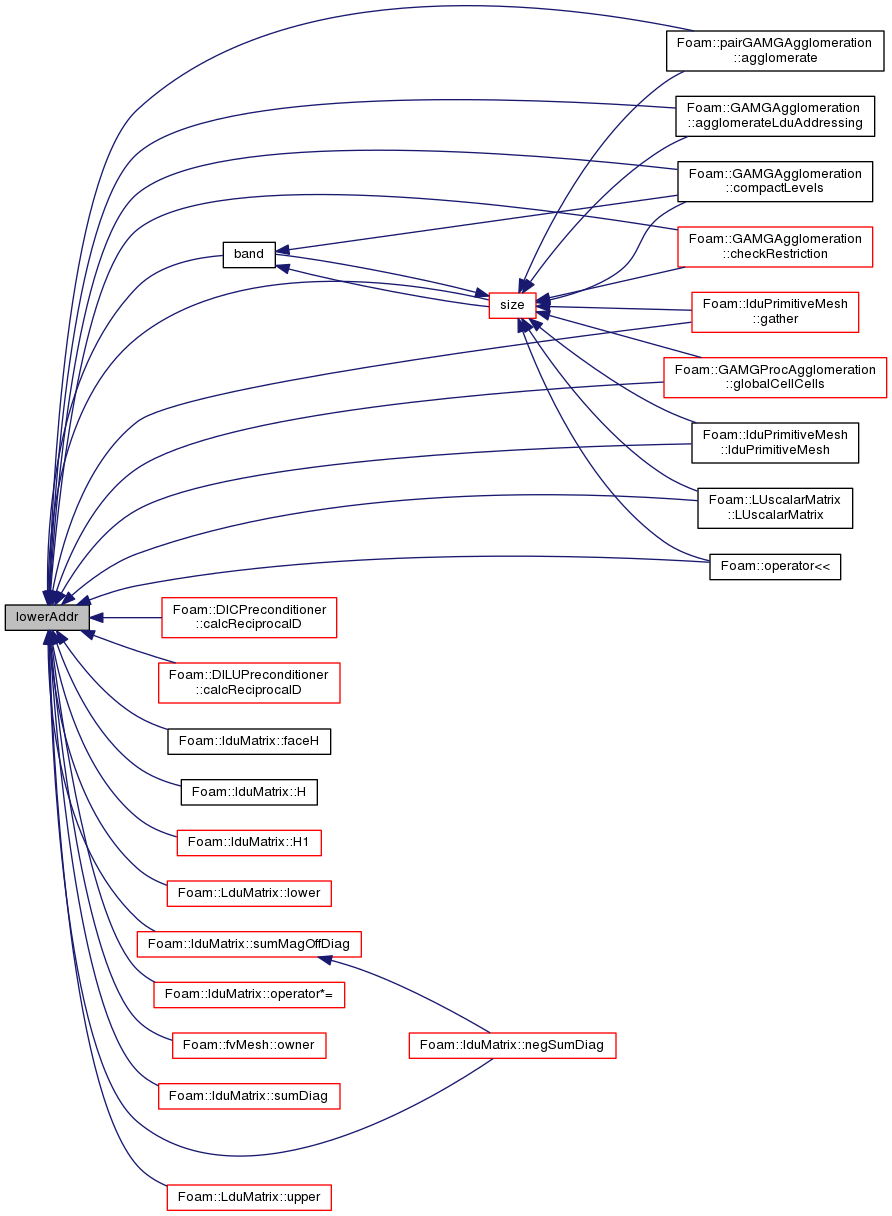 Foam::pairGAMGAgglomeration
::agglomerate
Foam::GAMGAgglomeration
::agglomerateLduAddressing
Foam::GAMGAgglomeration
::compactLevels
Foam::GAMGAgglomeration
::checkRestriction
band
size
Foam::lduPrimitiveMesh
::gather
Foam::GAMGProcAgglomeration
::globalCellCells
Foam::lduPrimitiveMesh
::lduPrimitiveMesh
Foam::LUscalarMatrix
::LUscalarMatrix
Foam::operator<<
lowerAddr
Foam::DICPreconditioner
::calcReciprocalD
Foam::DILUPreconditioner
::calcReciprocalD
Foam::lduMatrix::faceH
Foam::lduMatrix::H
Foam::lduMatrix::H1
Foam::LduMatrix::lower
Foam::lduMatrix::sumMagOffDiag
Foam::lduMatrix::operator*=
Foam::fvMesh::owner
Foam::lduMatrix::negSumDiag
Foam::lduMatrix::sumDiag
Foam::LduMatrix::upper